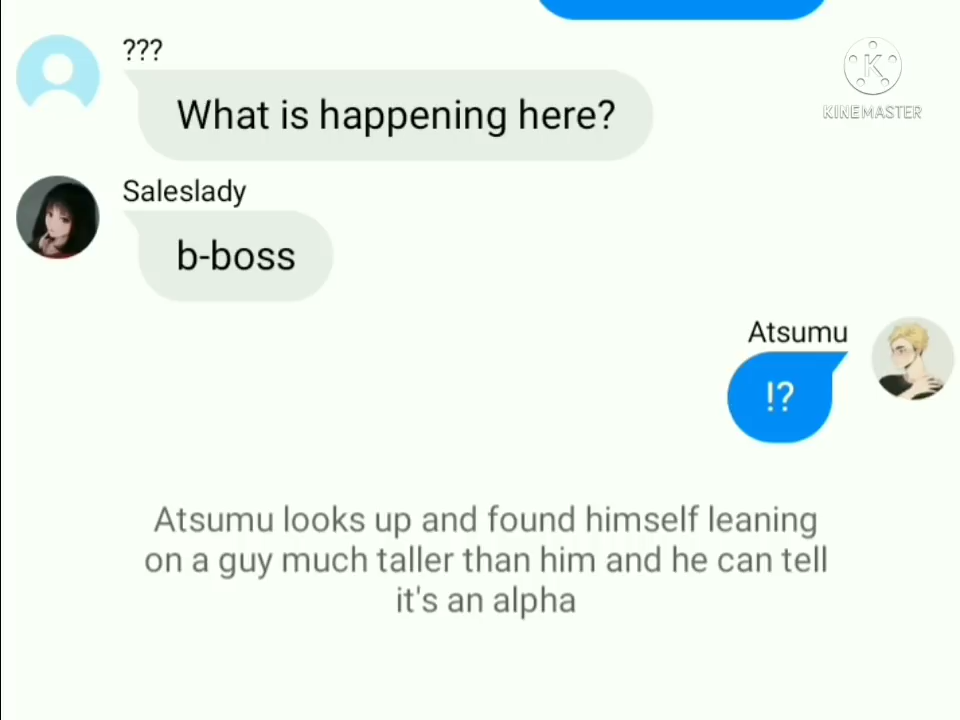 ???
What is happening here?
K
KINEMASTER
Saleslady
b-boss
Atsumu
!?
Atsumu looks up and found himself leaning
on a guy much taller than him and he can tell
it's an alpha